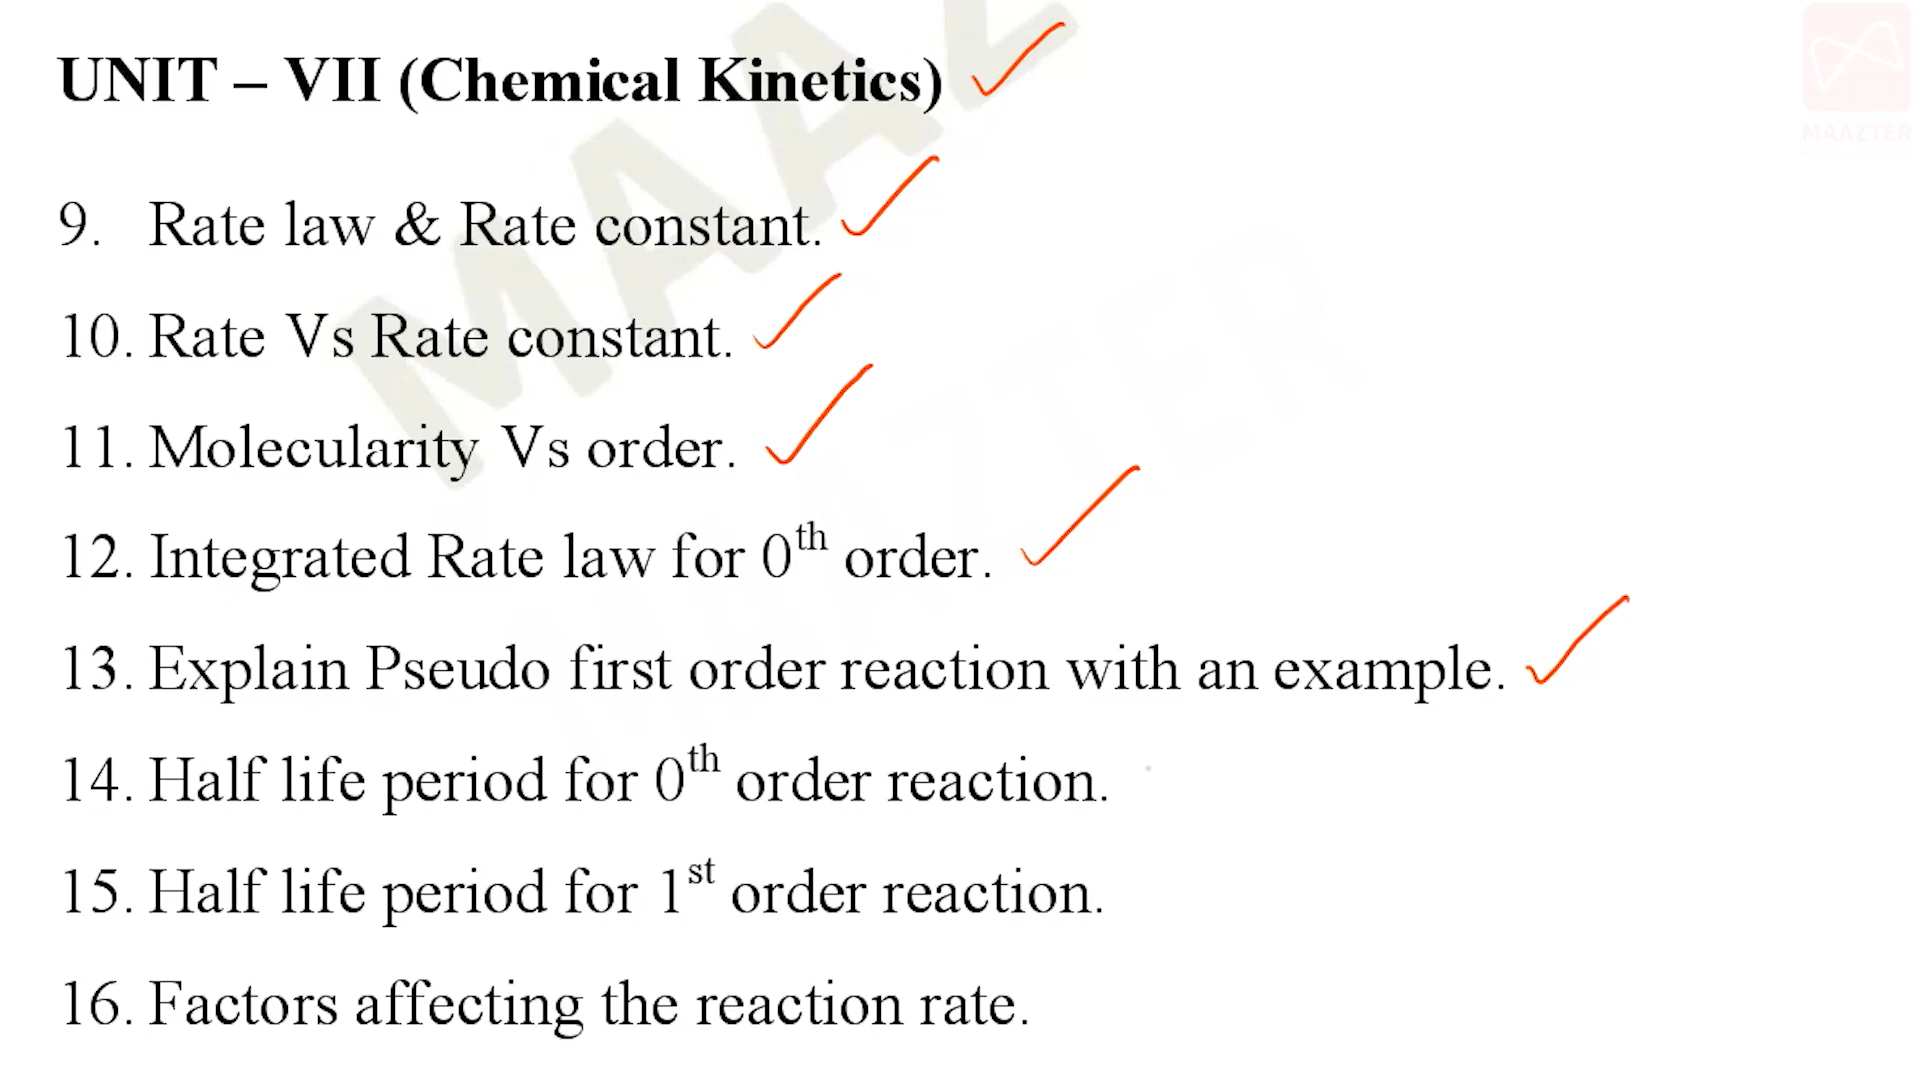 UNIT – VII (Chemical Kinetics)
MAAZTER
MAAZTER
9. Rate law & Rate constant.
10. Rate Vs Rate constant.
11. Molecularity Vs order.
12. Integrated Rate law for 0th order.
13. Explain Pseudo first order reaction with an example.
14. Half life period for 0th order reaction.
15. Half life period for 1st order reaction.
16. Factors affecting the reaction rate.